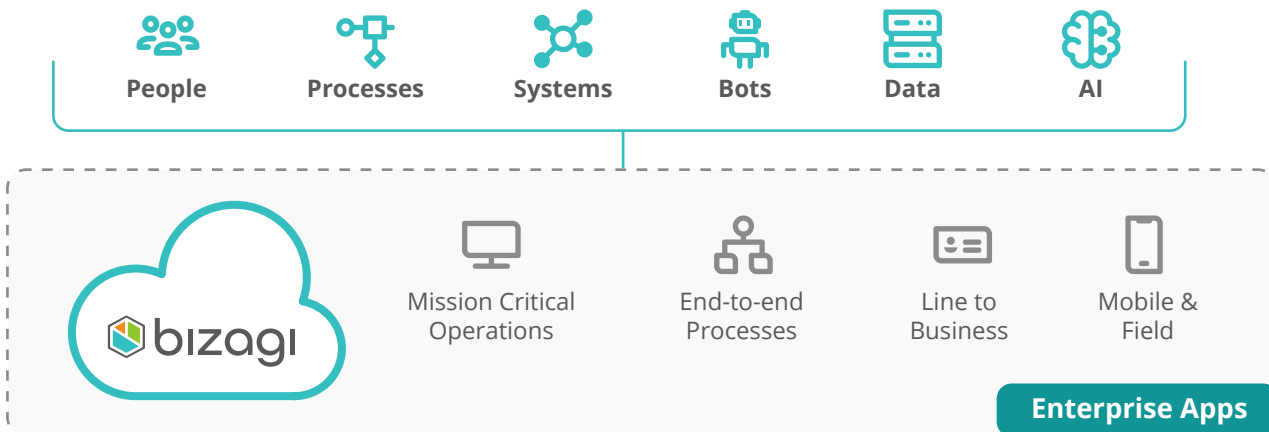 People
Processes
Systems
Bots
Data
AI
bizagi
Mission Critical
Operations
End-to-end
Processes
Line to
Business
Mobile &
Field
Enterprise Apps